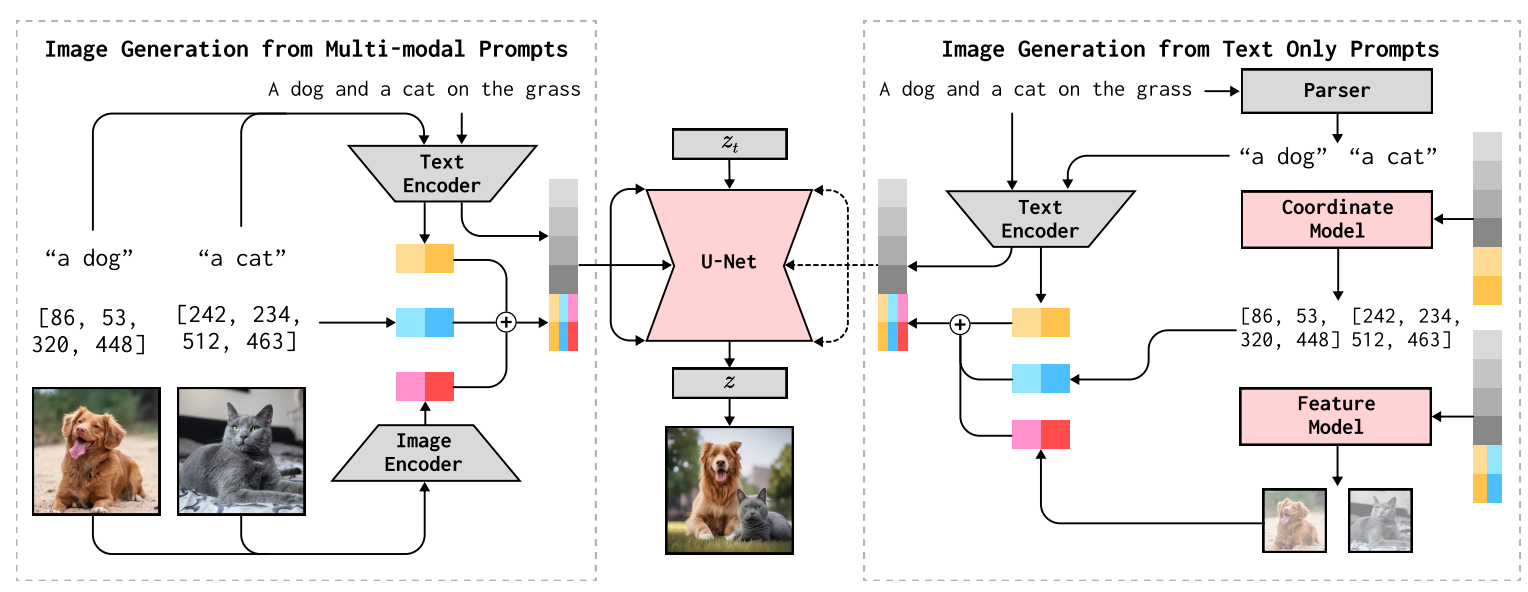 Image Generation from Multi-modal Prompts
A dog and a cat on the grass
Text
Encoder
“a dog”
“a cat”
[86, 53,
320, 448]
[242, 234,
512, 463]
+
Image
Encoder
z_t
U-Net
z
Image Generation from Text Only Prompts
A dog and a cat on the grass
Parser
“a dog” “a cat”
Text
Encoder
Coordinate
Model
+
[86, 53,
320, 448]
[242, 234,
512, 463]
Feature
Model